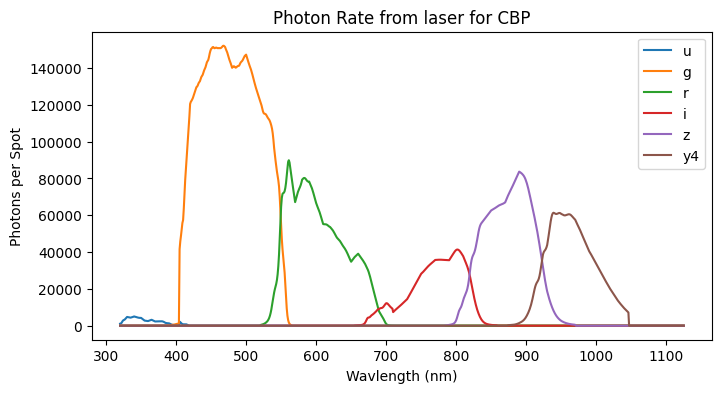 Photon Rate from laser for CBP
Photons per Spot
140000
120000
100000
80000
60000
40000
20000
0
u
g
r
i
z
y4
300 400 500 600 700 800 900 1000 1100
Wavlength (nm)